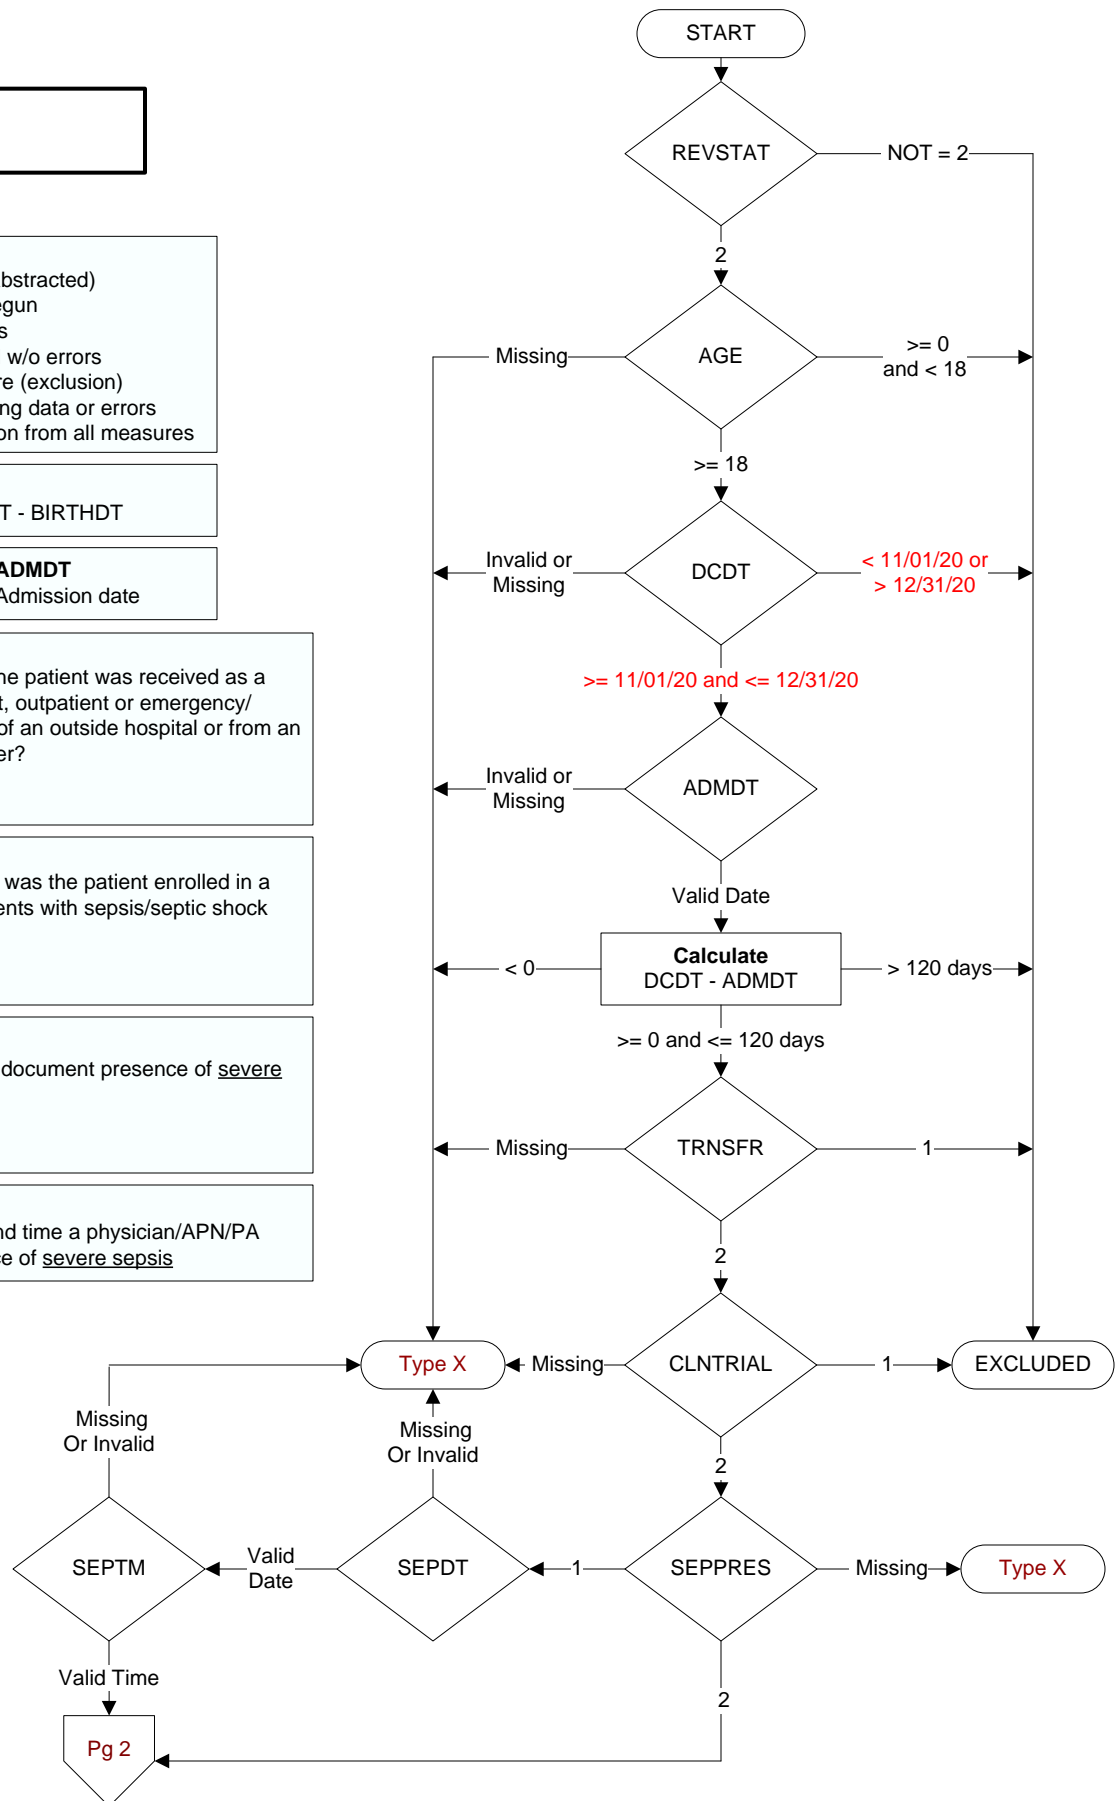 START
REVSTAT
NOT = 2
2
bstracted)
egun
s
w/o errors
re (exclusion)
ng data or errors
on from all measures
AGE
Missing
>= 0
and < 18
>= 18
T - BIRTHDT
ADMDT
Admission date
DCDT
Invalid or
Missing
< 11/01/20 or
> 12/31/20
>= 11/01/20 and <= 12/31/20
he patient was received as a
t, outpatient or emergency/
of an outside hospital or from an
er?
ADMDT
Invalid or
Missing
Valid Date
was the patient enrolled in a
ents with sepsis/septic shock
Calculate
DCDT - ADMDT
< 0
> 120 days
>= 0 and <= 120 days
document presence of severe
TRNSFR
Missing
1
2
nd time a physician/APN/PA
ce of severe sepsis
Type X
Missing
CLNTRIAL
1
EXCLUDED
2
Missing
Or Invalid
Missing
Or Invalid
SEPTM
Valid
Date
SEPDT
1
SEPPRES
Missing
Type X
Valid Time
2
Pg 2